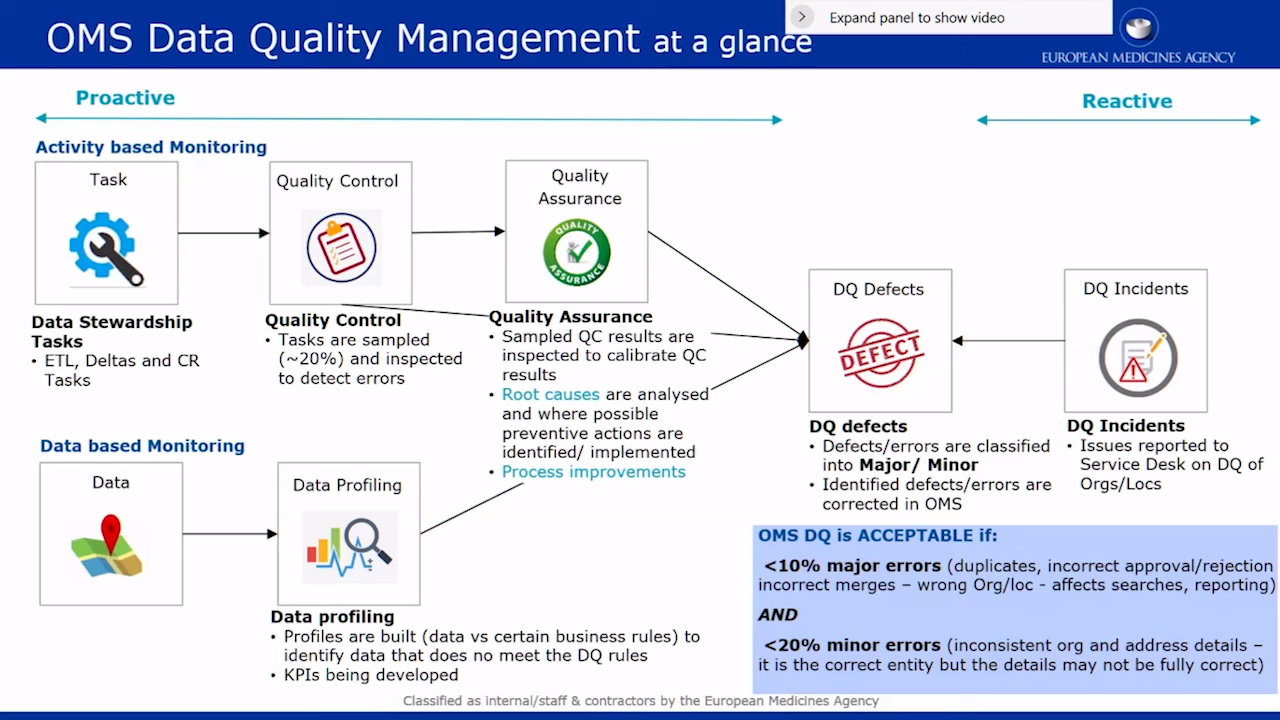 OMS Data Quality Management at a glance
Expand panel to show video
EUROPEAN MEDICINES AGENCY
Proactive
Reactive
Activity based Monitoring
Task
Quality Control
Quality
Assurance
QUALITY
ASSURANCE
DQ Defects
DEFECT
DQ Incidents
Data Stewardship
Tasks
• ETL, Deltas and CR
Tasks
Quality Control
• Tasks are sampled
(~20%) and inspected
to detect errors
Quality Assurance
• Sampled QC results are
inspected to calibrate QC
results
• Root causes are analysed
and where possible
preventive actions are
identified/ implemented
• Process improvements
DQ defects
• Defects/errors are classified
into Major/ Minor
• Identified defects/errors are
corrected in OMS
DQ Incidents
• Issues reported to
Service Desk on DQ of
Orgs/Locs
Data based Monitoring
Data
Data Profiling
Data profiling
• Profiles are built (data vs certain business rules) to
identify data that does no meet the DQ rules
• KPIs being developed
OMS DQ is ACCEPTABLE if:
<10% major errors (duplicates, incorrect approval/rejection
incorrect merges – wrong Org/loc - affects searches, reporting)
AND
<20% minor errors (inconsistent org and address details –
it is the correct entity but the details may not be fully correct)
Classified as internal/staff & contractors by the European Medicines Agency